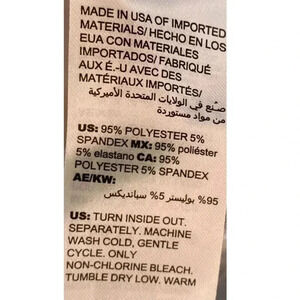 MADE IN USA OF IMPORTED
MATERIALS/ HECHO EN LOS
EUA CON MATERIALES
IMPORTADOS/ FABRIQUÉ
AUX É.-U AVEC DES
MATÉRIAUX IMPORTÉS/
صنع في الولايات المتحدة الأميركية
من مواد مستوردة
US: 95% POLYESTER 5%
SPANDEX MX: 95% poliéster
5% elastano CA: 95%
POLYESTER 5% SPANDEX
AE/KW:
95% بوليستر 5% سبانديكس
US: TURN INSIDE OUT.
SEPARATELY. MACHINE
WASH COLD, GENTLE
CYCLE. ONLY
NON-CHLORINE BLEACH.
TUMBLE DRY LOW. WARM